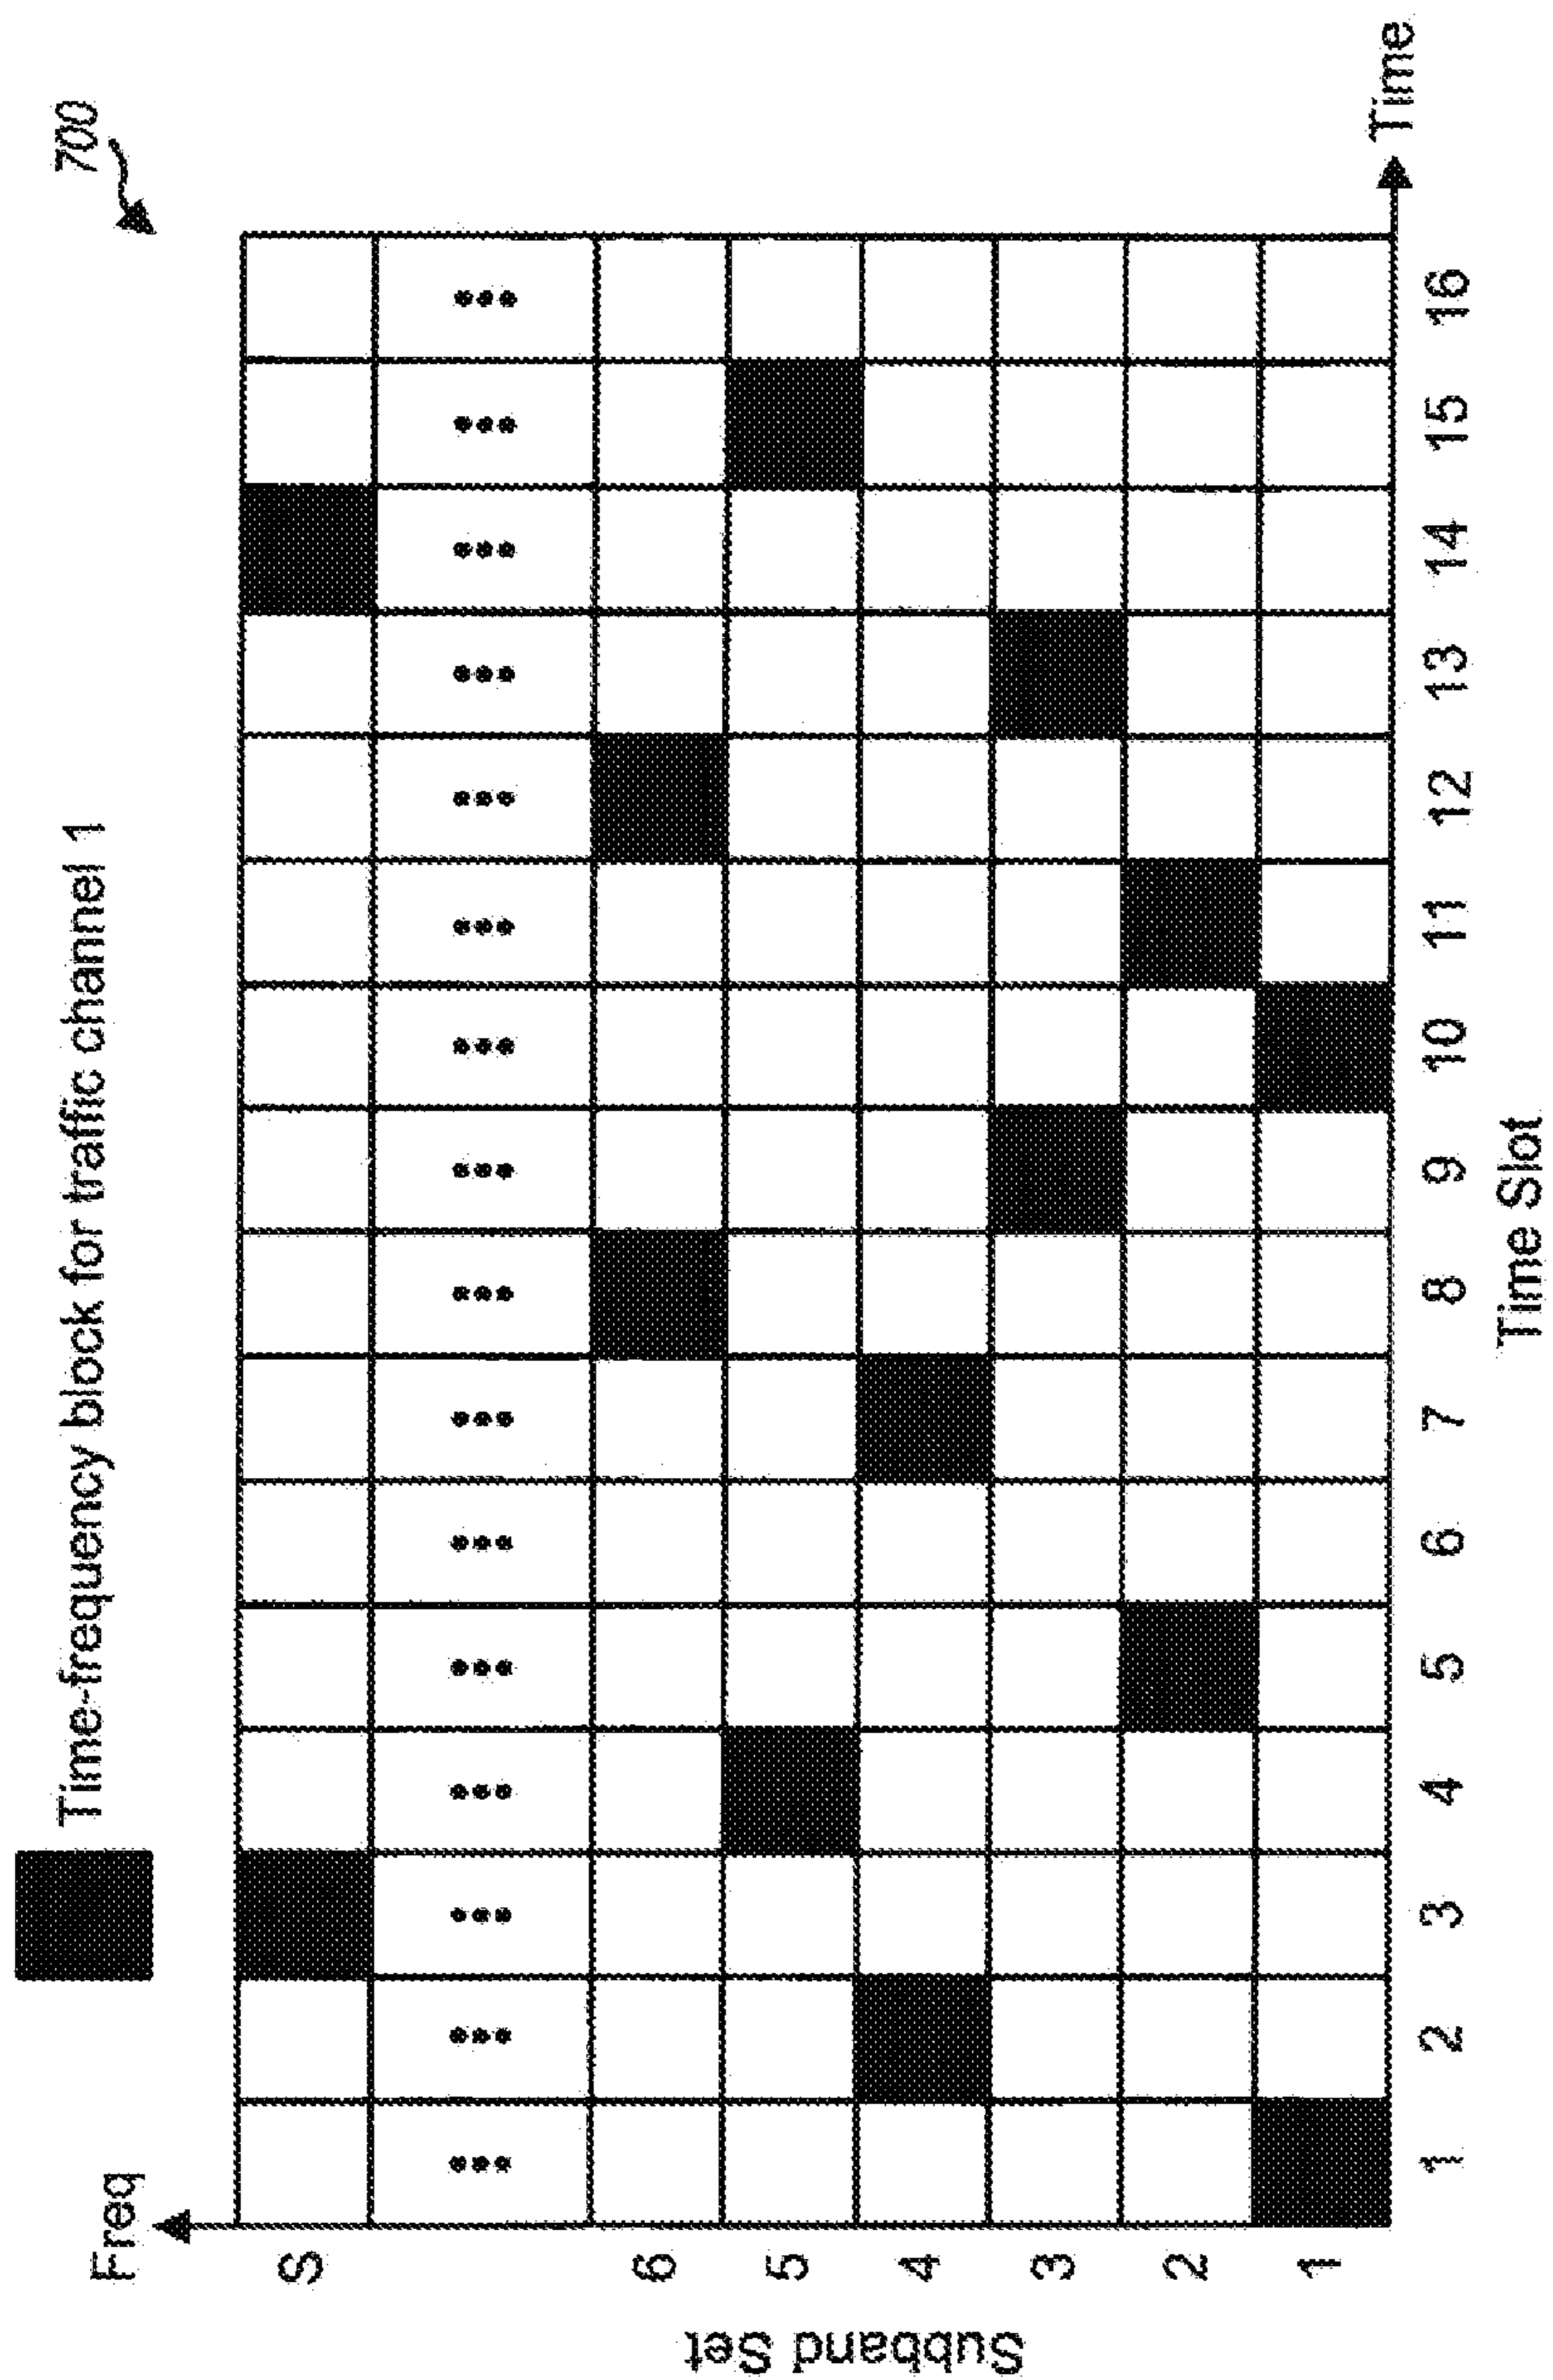 700
Time-frequency block for traffic channel 1
Freq
Subband Set
S
6
5
4
3
2
1
1 2 3 4 5 6 7 8 9 10 11 12 13 14 15 16
Time
Time Slot